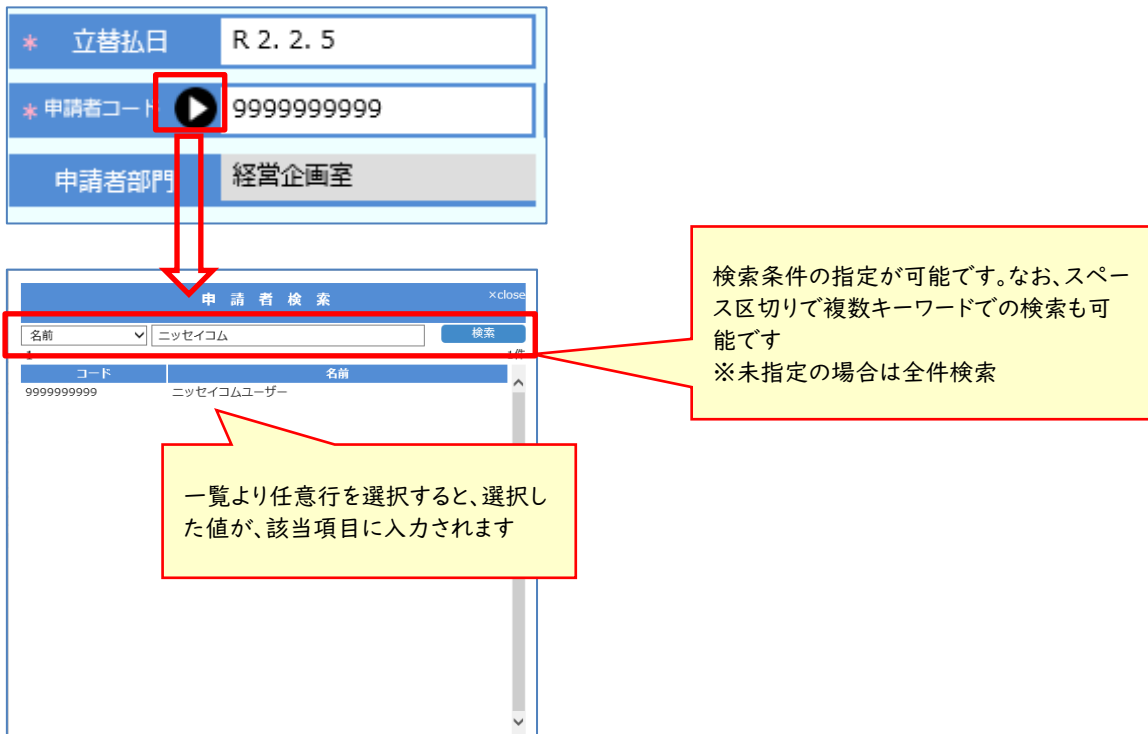 * 立替払日 R 2. 2. 5
* 申請者コード 9999999999
申請者部門 経営企画室
申 請 者 検 索 ×close
名前 ニッセイコム 検索
1 1件
コード 名前
9999999999 ニッセイコムユーザー
検索条件の指定が可能です。なお、スペー
ス区切りで複数キーワードでの検索も可
能です
※未指定の場合は全件検索
一覧より任意行を選択すると、選択し
た値が、該当項目に入力されます